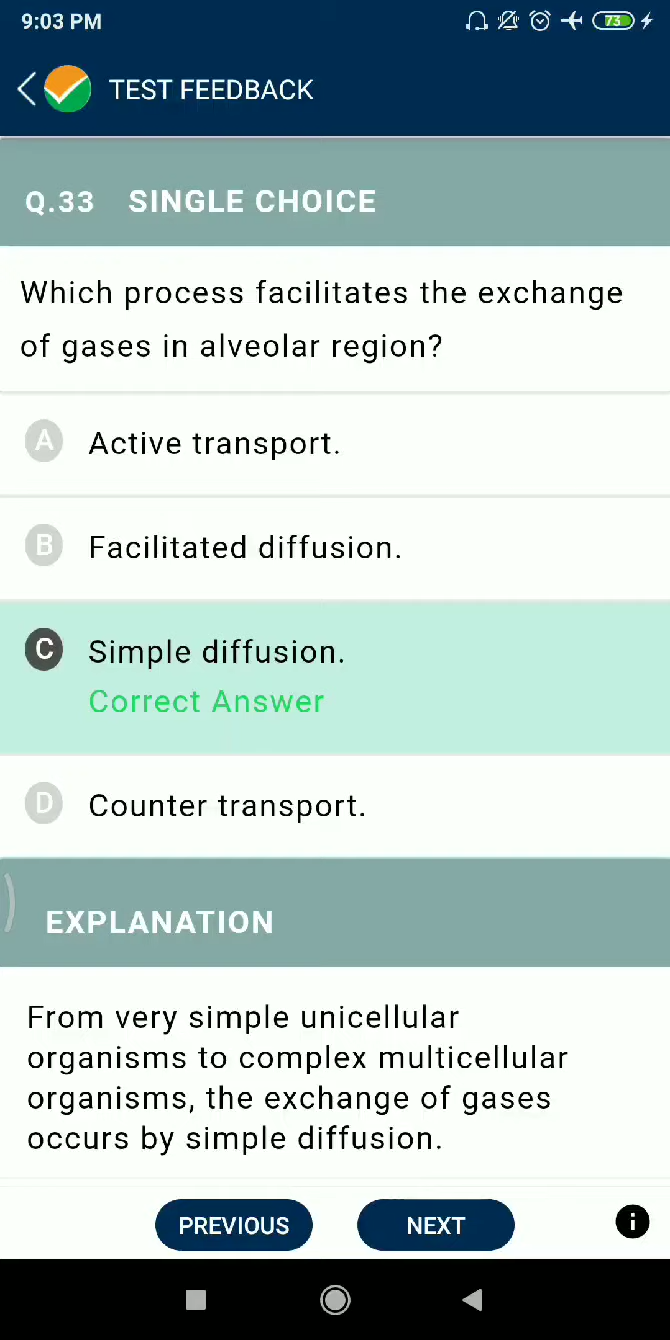 9:03 PM
73
TEST FEEDBACK
Q.33 SINGLE CHOICE
Which process facilitates the exchange
of gases in alveolar region?
A Active transport.
B Facilitated diffusion.
C Simple diffusion.
Correct Answer
D Counter transport.
EXPLANATION
From very simple unicellular
organisms to complex multicellular
organisms, the exchange of gases
occurs by simple diffusion.
PREVIOUS NEXT